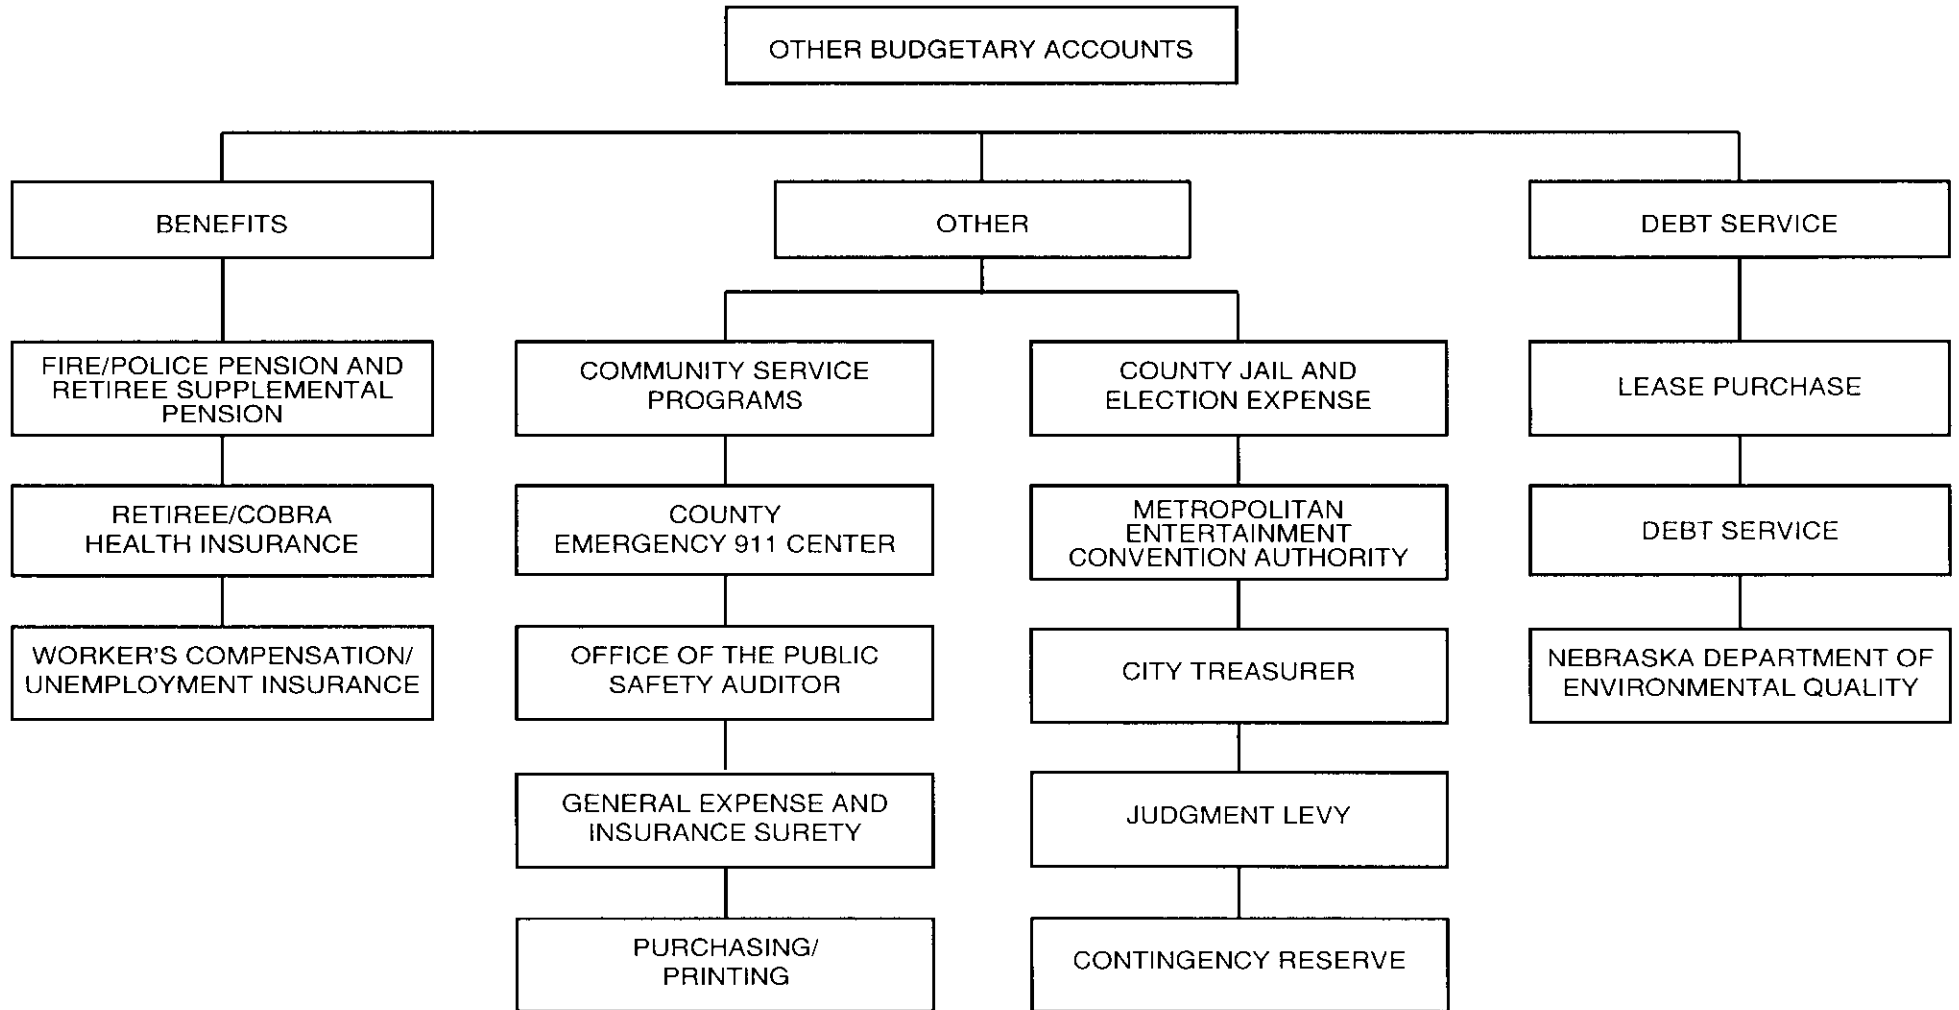 OTHER BUDGETARY ACCOUNTS
BENEFITS
OTHER
DEBT SERVICE
FIRE/POLICE PENSION AND
RETIREE SUPPLEMENTAL
PENSION
COMMUNITY SERVICE
PROGRAMS
COUNTY JAIL AND
ELECTION EXPENSE
LEASE PURCHASE
RETIREE/COBRA
HEALTH INSURANCE
COUNTY
EMERGENCY 911 CENTER
METROPOLITAN
ENTERTAINMENT
CONVENTION AUTHORITY
DEBT SERVICE
WORKER'S COMPENSATION/
UNEMPLOYMENT INSURANCE
OFFICE OF THE PUBLIC
SAFETY AUDITOR
CITY TREASURER
NEBRASKA DEPARTMENT OF
ENVIRONMENTAL QUALITY
GENERAL EXPENSE AND
INSURANCE SURETY
JUDGMENT LEVY
PURCHASING/
PRINTING
CONTINGENCY RESERVE